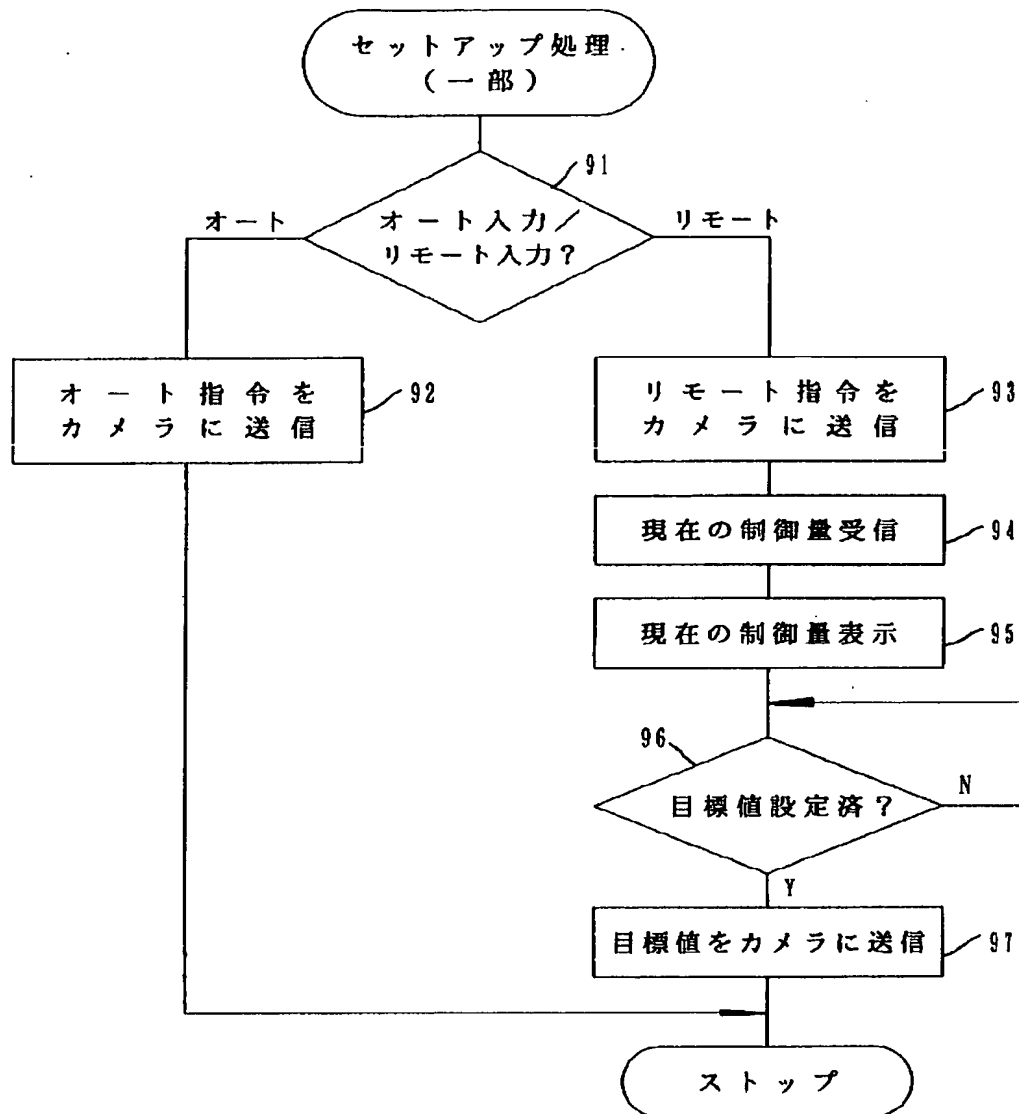 セットアップ処理
(一部)
91
オート
オート入力/
リモート入力?
リモート
オート指令を
カメラに送信
92
リモート指令を
カメラに送信
93
現在の制御量受信
94
現在の制御量表示
95
96
目標値設定済?
N
Y
目標値をカメラに送信
97
ストップ